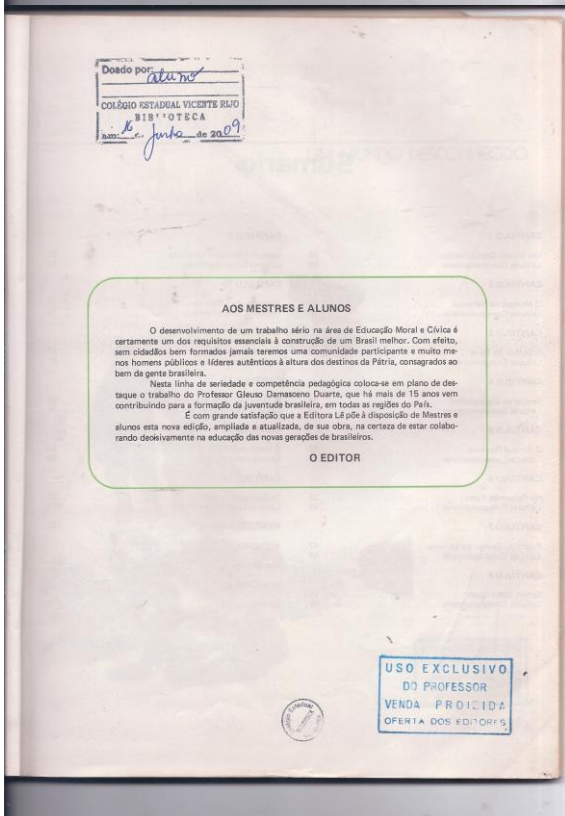 Doado por: aluno
COLÉGIO ESTADUAL VICENTE RIJO
BIBLIOTECA
em: 16 de Junho de 2009
AOS MESTRES E ALUNOS
O desenvolvimento de um trabalho sério na área de Educação Moral e Cívica é
certamente um dos requisitos essenciais à construção de um Brasil melhor. Com efeito,
sem cidadãos bem formados jamais teremos uma comunidade participante e muito me-
nos homens públicos e líderes autênticos à altura dos destinos da Pátria, consagrados ao
bem da gente brasileira.
Nesta linha de seriedade e competência pedagógica coloca-se em plano de des-
taque o trabalho do Professor Gleuso Damasceno Duarte, que há mais de 15 anos vem
contribuindo para a formação da juventude brasileira, em todas as regiões do País.
É com grande satisfação que a Editora Lê põe à disposição de Mestres e
alunos esta nova edição, ampliada e atualizada, de sua obra, na certeza de estar colabo-
rando decisivamente na educação das novas gerações de brasileiros.
O EDITOR
USO EXCLUSIVO
DO PROFESSOR
VENDA PROIBIDA
OFERTA DOS EDITORES